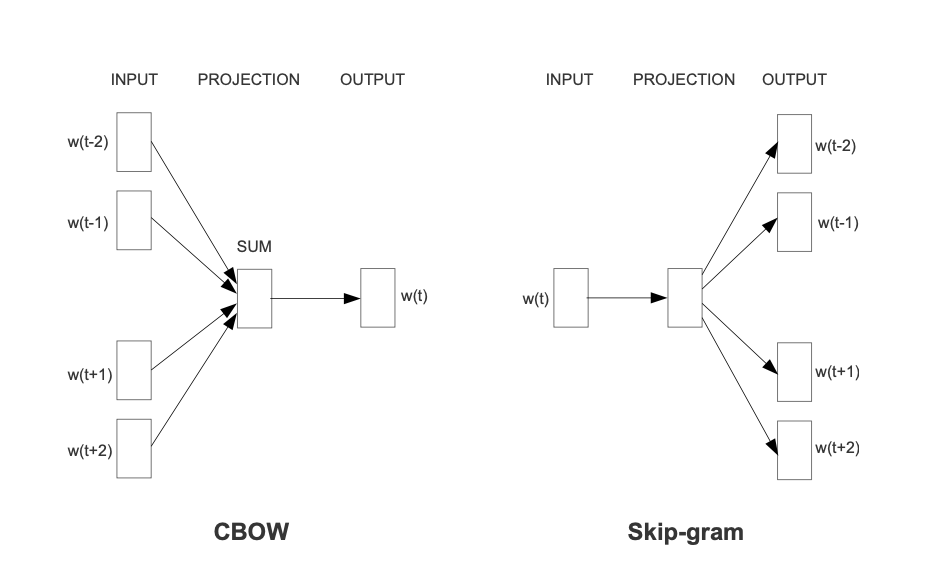 INPUT PROJECTION OUTPUT
w(t-2)
w(t-1)
SUM
w(t)
w(t+1)
w(t+2)
CBOW
INPUT PROJECTION OUTPUT
w(t-2)
w(t-1)
w(t)
w(t+1)
w(t+2)
Skip-gram